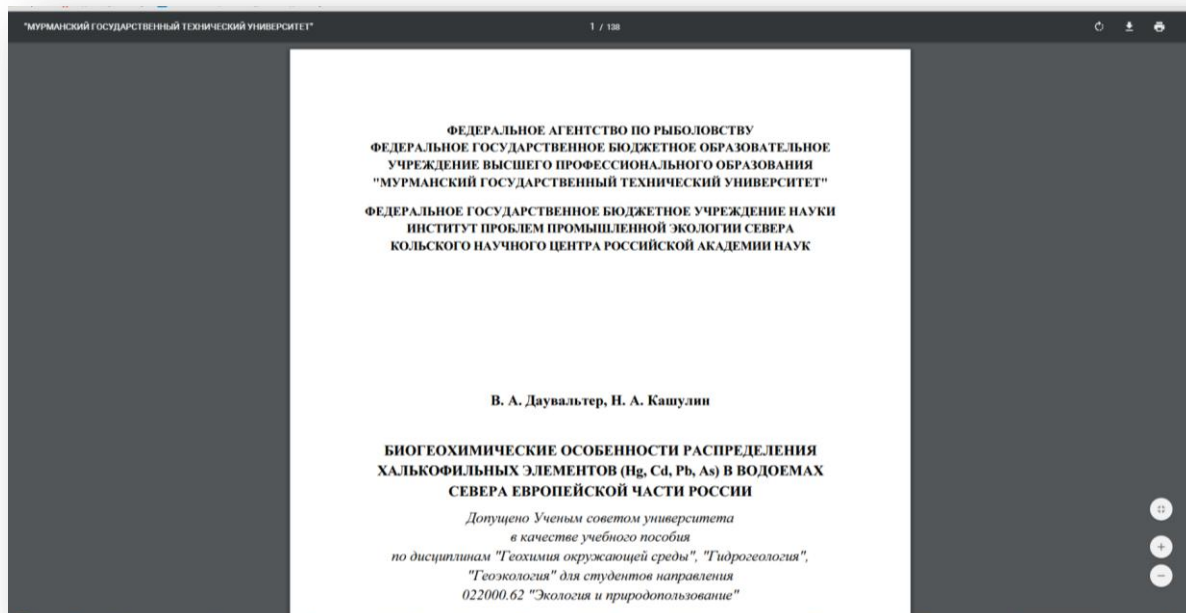 "МУРМАНСКИЙ ГОСУДАРСТВЕННЫЙ ТЕХНИЧЕСКИЙ УНИВЕРСИТЕТ"
1 / 138
ФЕДЕРАЛЬНОЕ АГЕНТСТВО ПО РЫБОЛОВСТВУ
ФЕДЕРАЛЬНОЕ ГОСУДАРСТВЕННОЕ БЮДЖЕТНОЕ ОБРАЗОВАТЕЛЬНОЕ
УЧРЕЖДЕНИЕ ВЫСШЕГО ПРОФЕССИОНАЛЬНОГО ОБРАЗОВАНИЯ
"МУРМАНСКИЙ ГОСУДАРСТВЕННЫЙ ТЕХНИЧЕСКИЙ УНИВЕРСИТЕТ"
ФЕДЕРАЛЬНОЕ ГОСУДАРСТВЕННОЕ БЮДЖЕТНОЕ УЧРЕЖДЕНИЕ НАУКИ
ИНСТИТУТ ПРОБЛЕМ ПРОМЫШЛЕННОЙ ЭКОЛОГИИ СЕВЕРА
КОЛЬСКОГО НАУЧНОГО ЦЕНТРА РОССИЙСКОЙ АКАДЕМИИ НАУК
В. А. Даувальтер, Н. А. Кашулин
БИОГЕОХИМИЧЕСКИЕ ОСОБЕННОСТИ РАСПРЕДЕЛЕНИЯ
ХАЛЬКОФИЛЬНЫХ ЭЛЕМЕНТОВ (Hg, Cd, Pb, As) В ВОДОЕМАХ
СЕВЕРА ЕВРОПЕЙСКОЙ ЧАСТИ РОССИИ
Допущено Ученым советом университета
в качестве учебного пособия
по дисциплинам "Геохимия окружающей среды", "Гидрогеология",
"Геоэкология" для студентов направления
022000.62 "Экология и природопользование"